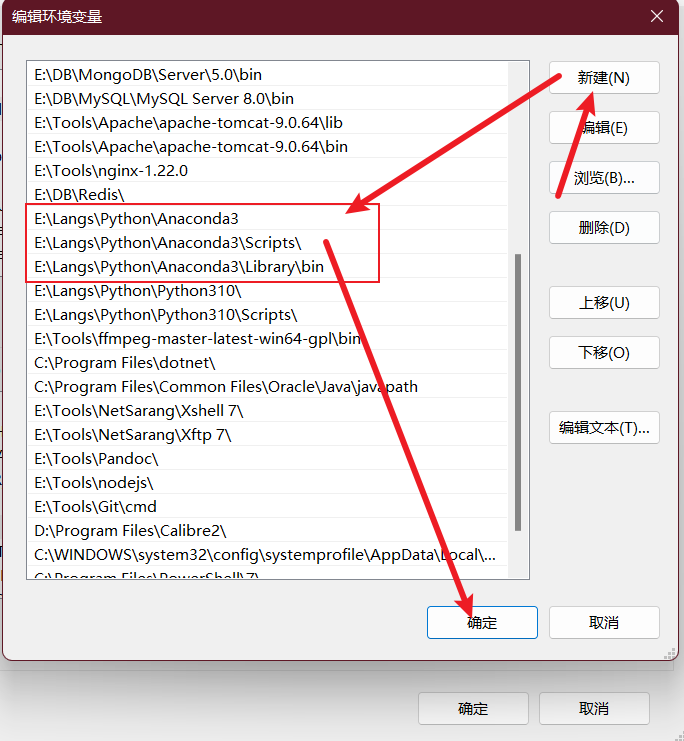 编辑环境变量
E:\DB\MongoDB\Server\5.0\bin
E:\DB\MySQL\MySQL Server 8.0\bin
E:\Tools\Apache\apache-tomcat-9.0.64\lib
E:\Tools\Apache\apache-tomcat-9.0.64\bin
E:\Tools\nginx-1.22.0
E:\DB\Redis\
E:\Langs\Python\Anaconda3
E:\Langs\Python\Anaconda3\Scripts\
E:\Langs\Python\Anaconda3\Library\bin
E:\Langs\Python\Python310\
E:\Langs\Python\Python310\Scripts\
E:\Tools\ffmpeg-master-latest-win64-gpl\bin
C:\Program Files\dotnet\
C:\Program Files\Common Files\Oracle\Java\javapath
E:\Tools\NetSarang\Xshell 7\
E:\Tools\NetSarang\Xftp 7\
E:\Tools\Pandoc\
E:\Tools\nodejs\
E:\Tools\Git\cmd
D:\Program Files\Calibre2\
C:\WINDOWS\system32\config\systemprofile\AppData\Local\...
C:\Program Files\PowerShell\7\
新建(N)
编辑(E)
浏览(B)...
删除(D)
上移(U)
下移(O)
编辑文本(T)...
确定
取消
确定
取消